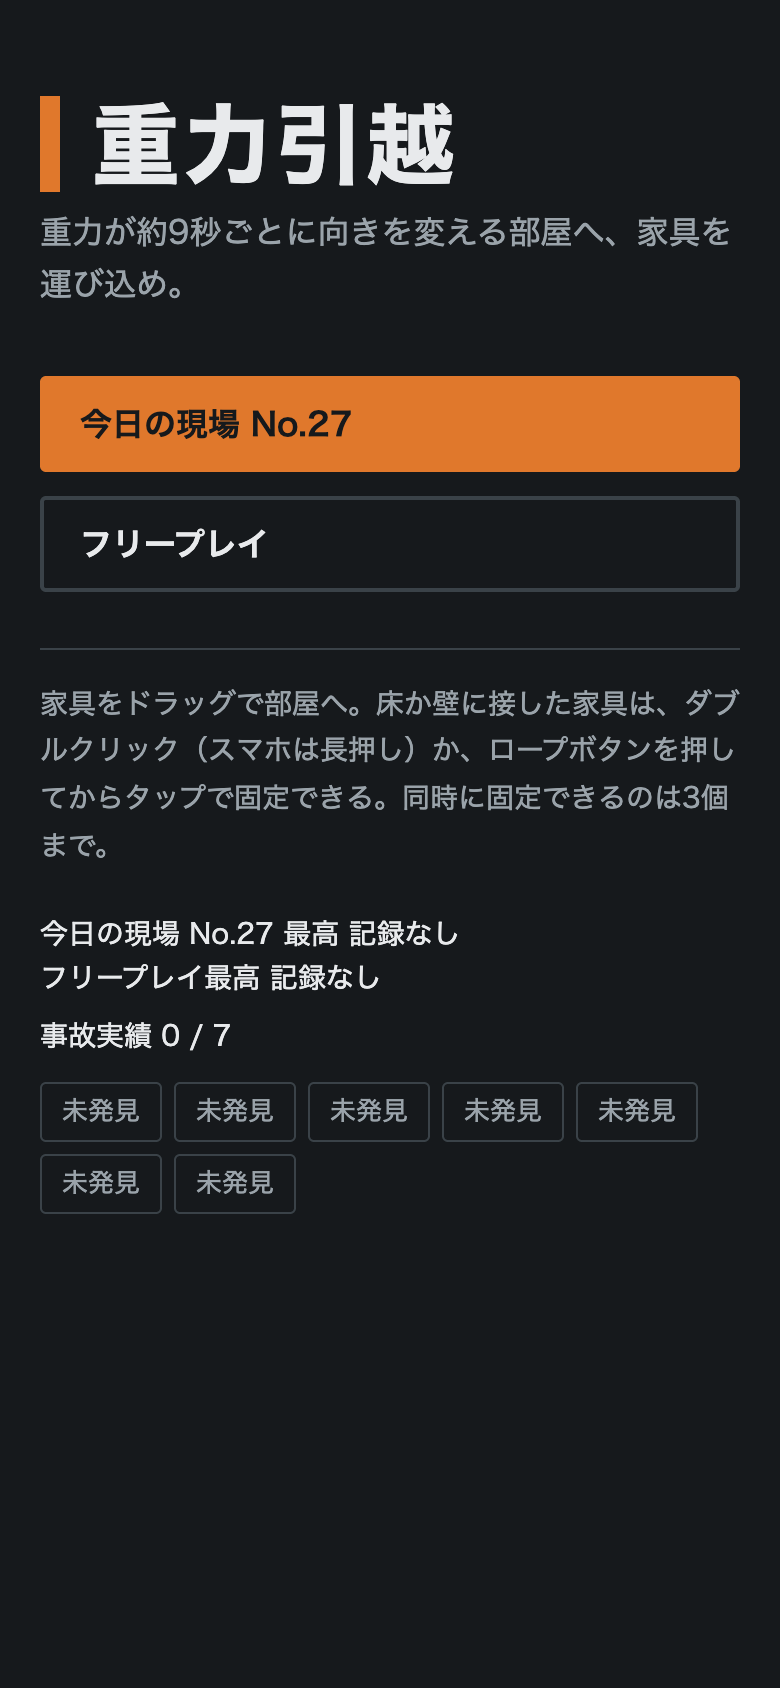 重力引越
重力が約9秒ごとに向きを変える部屋へ、家具を
運び込め。
今日の現場 No.27
フリープレイ
家具をドラッグで部屋へ。床か壁に接した家具は、ダブ
ルクリック（スマホは長押し）か、ロープボタンを押し
てからタップで固定できる。同時に固定できるのは3個
まで。
今日の現場 No.27 最高 記録なし
フリープレイ最高 記録なし
事故実績 0 / 7
未発見 未発見 未発見 未発見 未発見
未発見 未発見